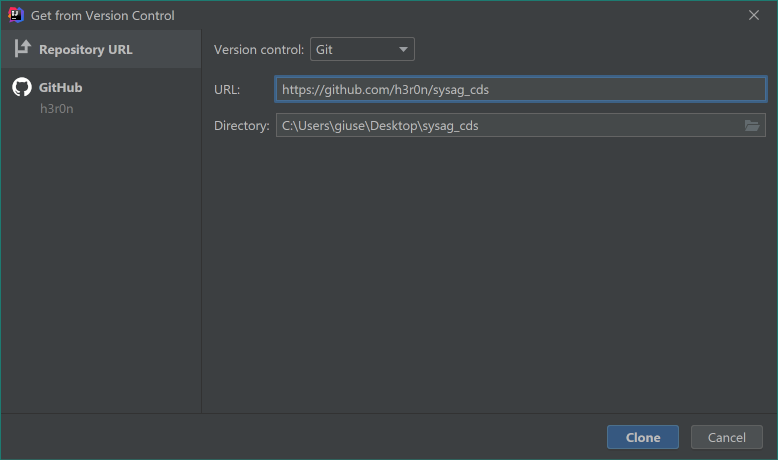 Get from Version Control
Repository URL
GitHub
h3r0n
Version control: Git
URL: https://github.com/h3r0n/sysag_cds
Directory: C:\Users\giuse\Desktop\sysag_cds
Clone
Cancel